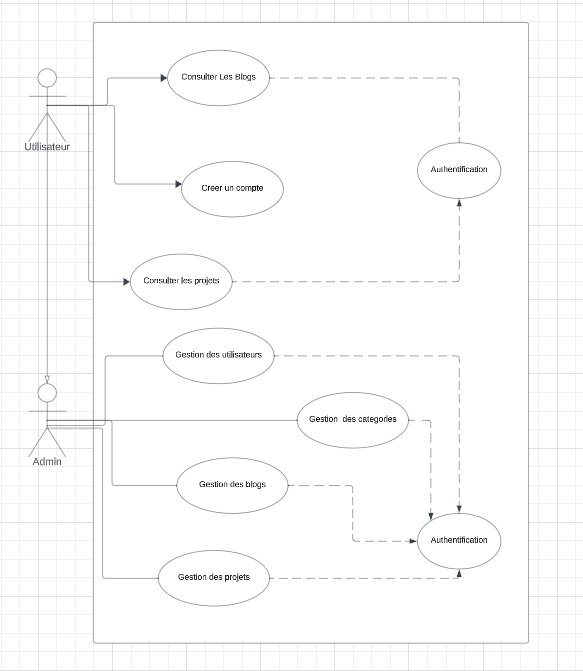 Consulter Les Blogs
Utilisateur
Authentification
Creer un compte
Consulter les projets
Gestion des utilisateurs
Gestion des categories
Admin
Gestion des blogs
Authentification
Gestion des projets